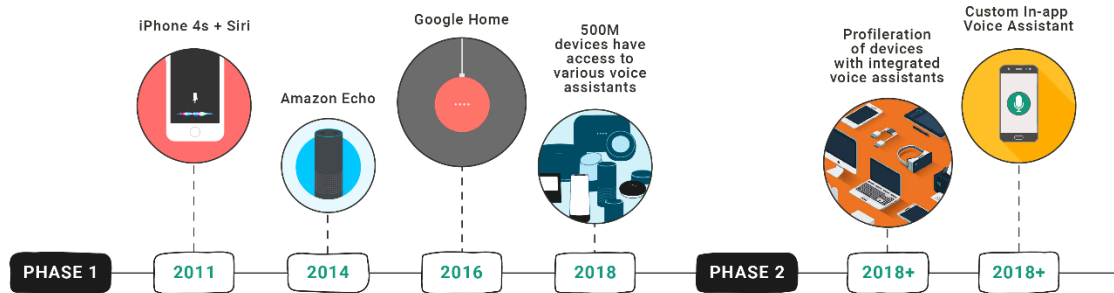 iPhone 4s + Siri
Amazon Echo
Google Home
500M
devices have
access to
various voice
assistants
Profileration
of devices
with integrated
voice assistants
Custom In-app
Voice Assistant
PHASE 1
2011
2014
2016
2018
PHASE 2
2018+
2018+